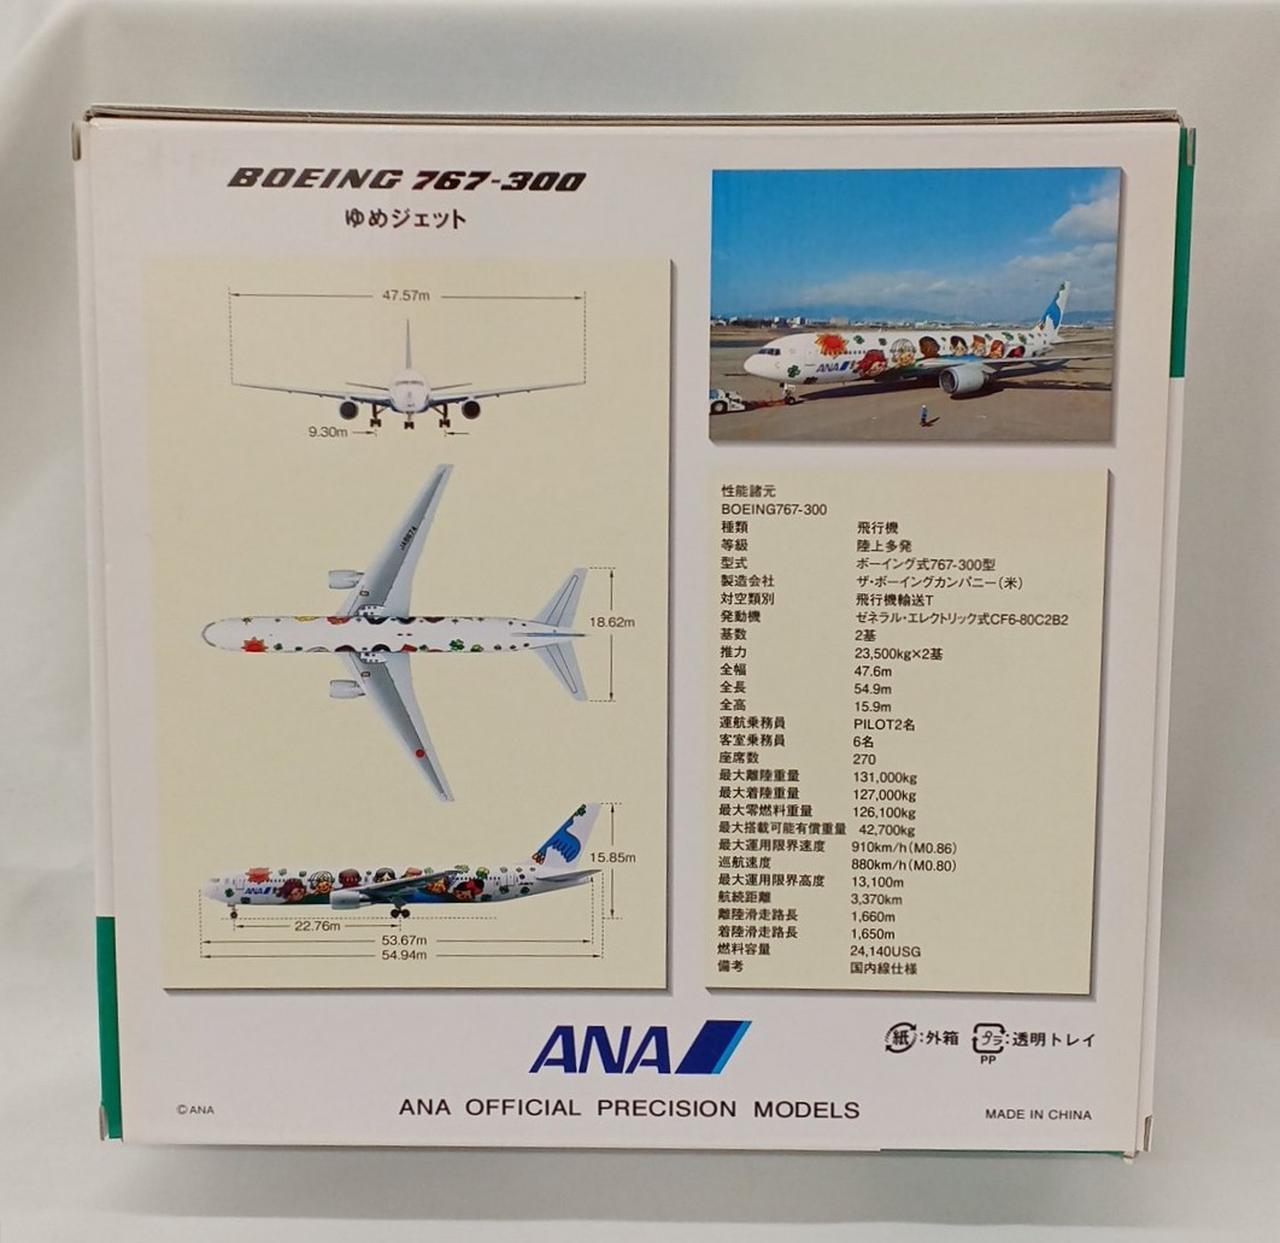 BOEING 767-300
ゆめジェット
47.57m
9.30m
18.62m
ANA
15.85m
22.76m
53.67m
54.94m
ANA
性能諸元
BOEING767-300
種類 飛行機
等級 陸上多発
型式 ボーイング式767-300型
製造会社 ザ・ボーイングカンパニー(米)
対空類別 飛行機輸送T
発動機 ゼネラル・エレクトリック式CF6-80C2B2
基数 2基
推力 23,500kg×2基
全幅 47.6m
全長 54.9m
全高 15.9m
運航乗務員 PILOT2名
客室乗務員 6名
座席数 270
最大離陸重量 131,000kg
最大着陸重量 127,000kg
最大零燃料重量 126,100kg
最大搭載可能有償重量 42,700kg
最大運用限界速度 910km/h(M0.86)
巡航速度 880km/h(M0.80)
最大運用限界高度 13,100m
航続距離 3,370km
離陸滑走路長 1,660m
着陸滑走路長 1,650m
燃料容量 24,140USG
備考 国内線仕様
ANA
紙:外箱 プラ:透明トレイ
PP
©ANA
ANA OFFICIAL PRECISION MODELS
MADE IN CHINA